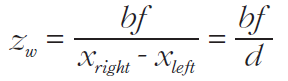 z_w = bf / (x_right - x_left) = bf / d